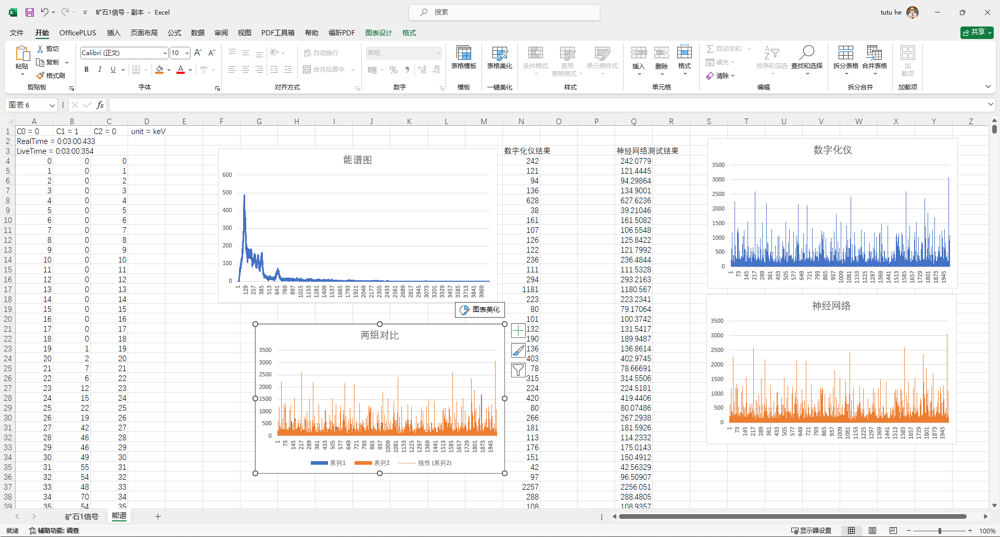 矿石1信号 - 副本 - Excel
搜索
tutu he
文件 开始 OfficePLUS 插入 页面布局 公式 数据 审阅 视图 PDF工具箱 帮助 福昕PDF 图表设计 格式
共享
粘贴 剪切 复制 格式刷
剪贴板
Calibri (正文) 10
B I U A wén 文
字体
ab 自动换行
合并后居中
对齐方式
常规
数字
表格模板
模板
表格美化
一键美化
条件格式 套用 表格格式 单元格样式
样式
插入 删除 格式
单元格
自动求和 填充 清除
排序和筛选 查找和选择
编辑
拆分表格 合并表格
拆分合并
加载项
加载项
图表 6
fx
A B C D E F G H I J K L M N O P Q R S T U V W X Y Z
1 C0 = 0 C1 = 1 C2 = 0 unit = keV
2 RealTime = 0:03:00.433
3 LiveTime = 0:03:00.354 数字化仪结果 神经网络测试结果
4 0 0 0 242 242.0779
5 1 0 1 121 121.4445
6 2 0 2 94 94.29864
7 3 0 3 136 134.9001
8 4 0 4 628 627.6236
9 5 0 5 38 39.21046
10 6 0 6 161 161.5082
11 7 0 7 107 106.5548
12 8 0 8 126 125.8422
13 9 0 9 122 121.7992
14 10 0 10 236 236.4844
15 11 0 11 111 111.5328
16 12 0 12 294 293.2163
17 13 0 13 1181 1180.567
18 14 0 14 223 223.2341
19 15 0 15 80 79.17064
20 16 0 16 101 100.3742
21 17 0 17 132 131.5417
22 18 0 18 190 189.9487
23 19 1 19 136 136.8614
24 20 2 20 403 402.9745
25 21 7 21 78 78.66691
26 22 6 22 315 314.5506
27 23 12 23 224 224.5181
28 24 15 24 420 419.4406
29 25 22 25 80 80.07486
30 26 19 26 266 267.2938
31 27 42 27 181 181.5926
32 28 46 28 113 114.2332
33 29 46 29 176 175.0143
34 30 49 30 151 150.4912
35 31 55 31 42 42.56329
36 32 54 32 97 96.50907
37 33 48 33 2257 2256.051
38 34 70 34 288 288.4805
39 35 54 35 108 108.9357
能谱图
600
500
400
300
200
100
0
1 129 257 385 513 641 769 897 1025 1153 1281 1409 1537 1665 1793 1921 2049 2177 2305 2433 2561 2689 2817 2945 3073 3201 3329 3457 3585 3713 3841 3969
图表美化
两组对比
3500
3000
2500
2000
1500
1000
500
0
1 73 145 217 289 361 433 505 577 649 721 793 865 937 1009 1081 1153 1225 1297 1369 1441 1513 1585 1657 1729 1801 1873 1945
系列1 系列2 线性 (系列2)
数字化仪
3500
3000
2500
2000
1500
1000
500
0
1 73 145 217 289 361 433 505 577 649 721 793 865 937 1009 1081 1153 1225 1297 1369 1441 1513 1585 1657 1729 1801 1873 1945
神经网络
3500
3000
2500
2000
1500
1000
500
0
1 73 145 217 289 361 433 505 577 649 721 793 865 937 1009 1081 1153 1225 1297 1369 1441 1513 1585 1657 1729 1801 1873 1945
矿石1信号 能谱
就绪 辅助功能: 调查
显示器设置
100%